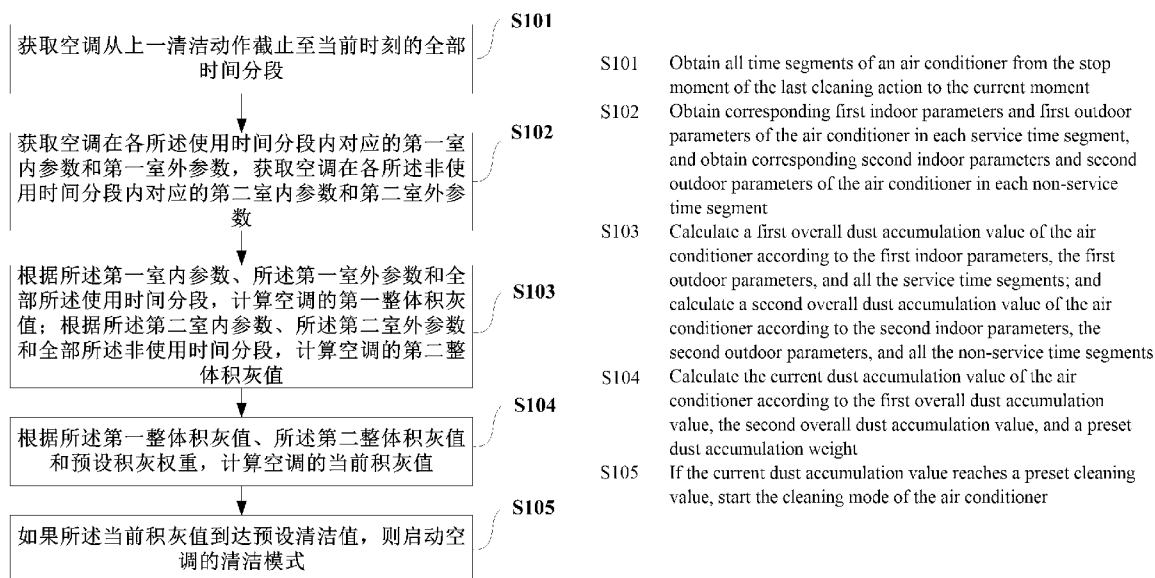 S101
获取空调从上一清洁动作截止至当前时刻的全部
时间分段
S102
获取空调在各所述使用时间分段内对应的第一室
内参数和第一室外参数，获取空调在各所述非使
用时间分段内对应的第二室内参数和第二室外参
数
S103
根据所述第一室内参数、所述第一室外参数和全
部所述使用时间分段，计算空调的第一整体积灰
值；根据所述第二室内参数、所述第二室外参数
和全部所述非使用时间分段，计算空调的第二整
体积灰值
S104
根据所述第一整体积灰值、所述第二整体积灰值
和预设积灰权重，计算空调的当前积灰值
S105
如果所述当前积灰值到达预设清洁值，则启动空
调的清洁模式
S101 Obtain all time segments of an air conditioner from the stop
moment of the last cleaning action to the current moment
S102 Obtain corresponding first indoor parameters and first outdoor
parameters of the air conditioner in each service time segment,
and obtain corresponding second indoor parameters and second
outdoor parameters of the air conditioner in each non-service
time segment
S103 Calculate a first overall dust accumulation value of the air
conditioner according to the first indoor parameters, the first
outdoor parameters, and all the service time segments; and
calculate a second overall dust accumulation value of the air
conditioner according to the second indoor parameters, the
second outdoor parameters, and all the non-service time segments
S104 Calculate the current dust accumulation value of the air
conditioner according to the first overall dust accumulation
value, the second overall dust accumulation value, and a preset
dust accumulation weight
S105 If the current dust accumulation value reaches a preset cleaning
value, start the cleaning mode of the air conditioner